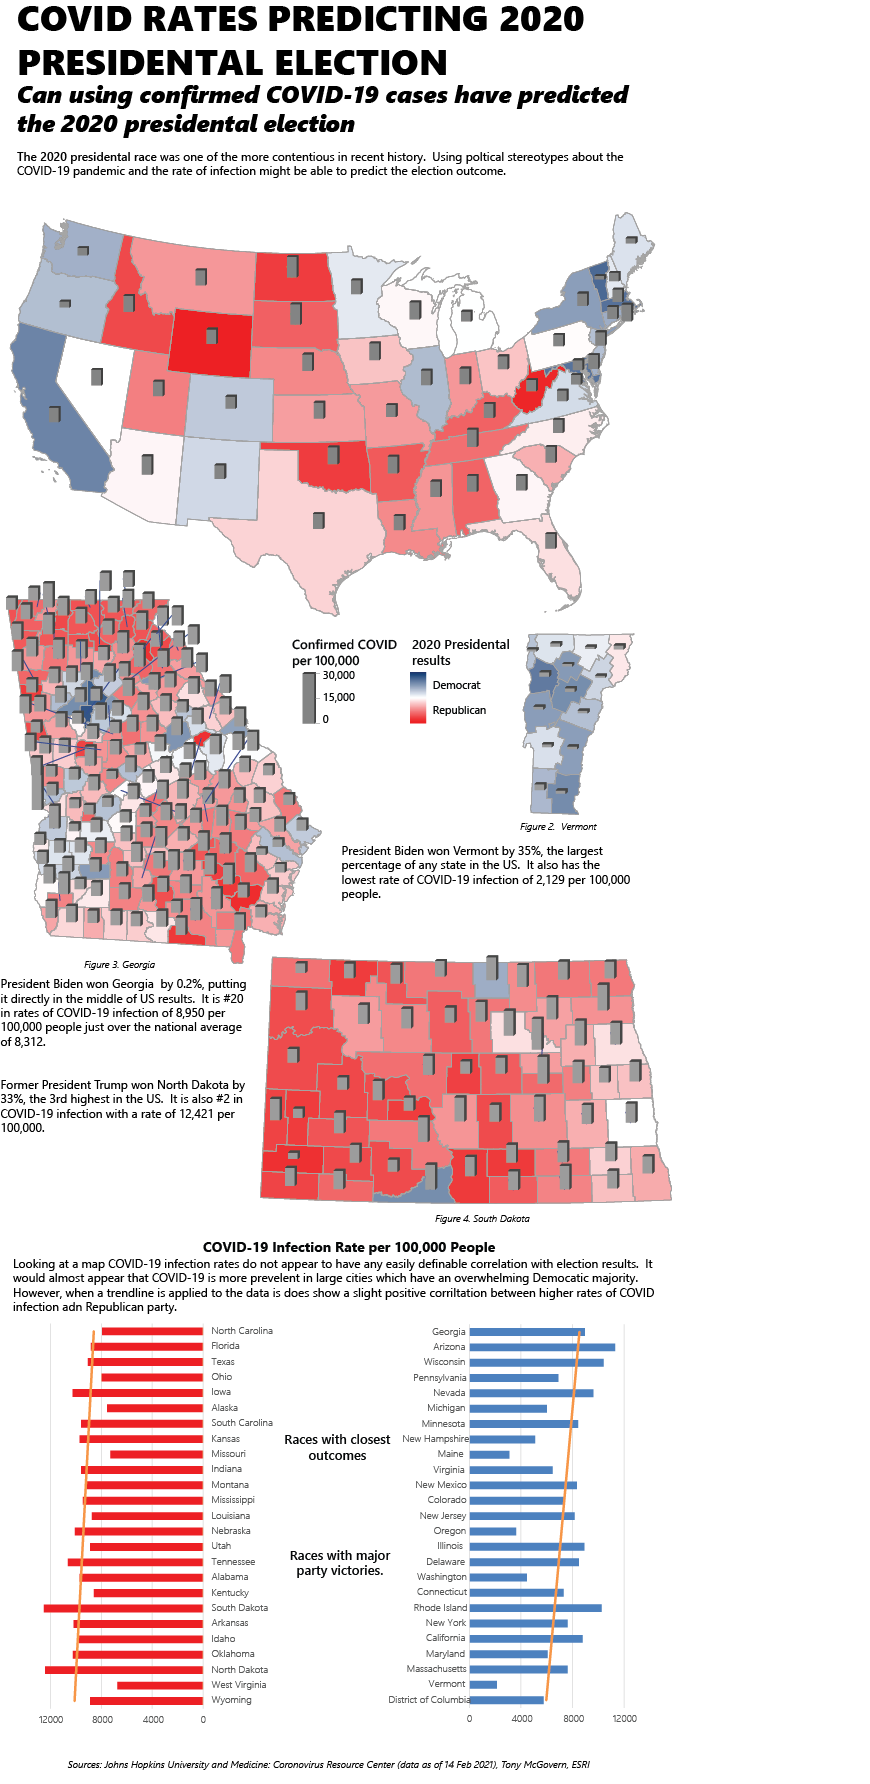 COVID RATES PREDICTING 2020
PRESIDENTAL ELECTION
Can using confirmed COVID-19 cases have predicted
the 2020 presidental election
The 2020 presidental race was one of the more contentious in recent history. Using poltical stereotypes about the
COVID-19 pandemic and the rate of infection might be able to predict the election outcome.
Confirmed COVID
per 100,000
30,000
15,000
0
2020 Presidental
results
Democrat
Republican
Figure 2. Vermont
President Biden won Vermont by 35%, the largest
percentage of any state in the US. It also has the
lowest rate of COVID-19 infection of 2,129 per 100,000
people.
Figure 3. Georgia
President Biden won Georgia by 0.2%, putting
it directly in the middle of US results. It is #20
in rates of COVID-19 infection of 8,950 per
100,000 people just over the national average
of 8,312.
Former President Trump won North Dakota by
33%, the 3rd highest in the US. It is also #2 in
COVID-19 infection with a rate of 12,421 per
100,000.
Figure 4. South Dakota
COVID-19 Infection Rate per 100,000 People
Looking at a map COVID-19 infection rates do not appear to have any easily definable correlation with election results. It
would almost appear that COVID-19 is more prevelent in large cities which have an overwhelming Democratic majority.
However, when a trendline is applied to the data is does show a slight positive corriltation between higher rates of COVID
infection adn Republican party.
North Carolina
Florida
Texas
Ohio
Iowa
Alaska
South Carolina
Kansas
Missouri
Indiana
Montana
Mississippi
Louisiana
Nebraska
Utah
Tennessee
Alabama
Kentucky
South Dakota
Arkansas
Idaho
Oklahoma
North Dakota
West Virginia
Wyoming
12000 8000 4000 0
Races with closest
outcomes
Races with major
party victories.
Georgia
Arizona
Wisconsin
Pennsylvania
Nevada
Michigan
Minnesota
New Hampshire
Maine
Virginia
New Mexico
Colorado
New Jersey
Oregon
Illinois
Delaware
Washington
Connecticut
Rhode Island
New York
California
Maryland
Massachusetts
Vermont
District of Columbia
0 4000 8000 12000
Sources: Johns Hopkins University and Medicine: Coronovirus Resource Center (data as of 14 Feb 2021), Tony McGovern, ESRI